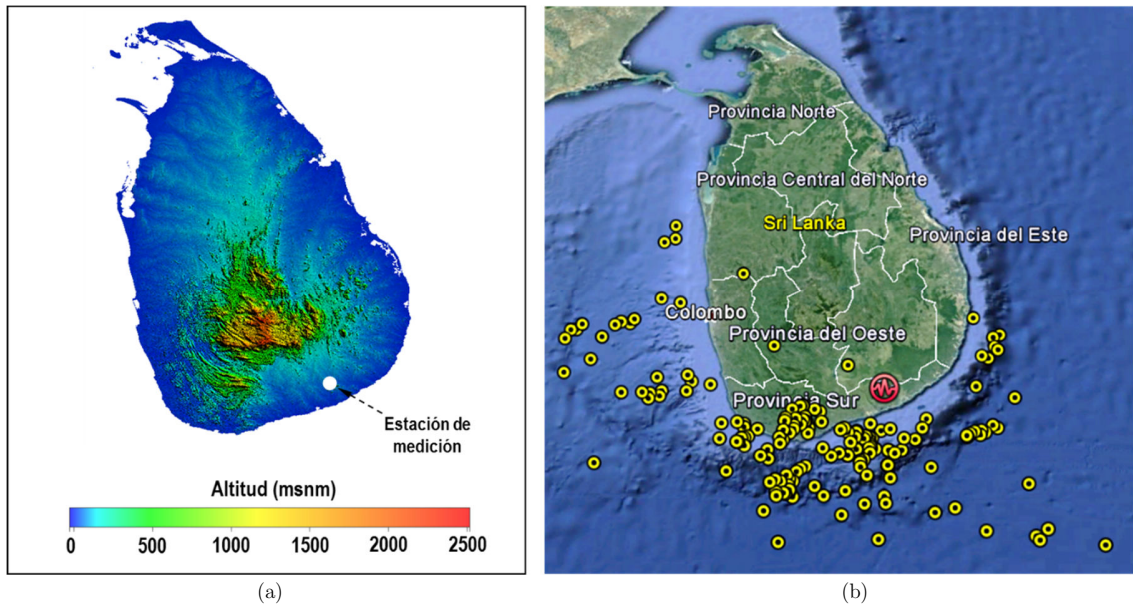 Estación de
medición
Altitud (msnm)
0 500 1000 1500 2000 2500
(a)
Provincia Norte
Provincia Central del Norte
Sri Lanka
Provincia del Este
Colombo
Provincia del Oeste
Provincia Sur
(b)